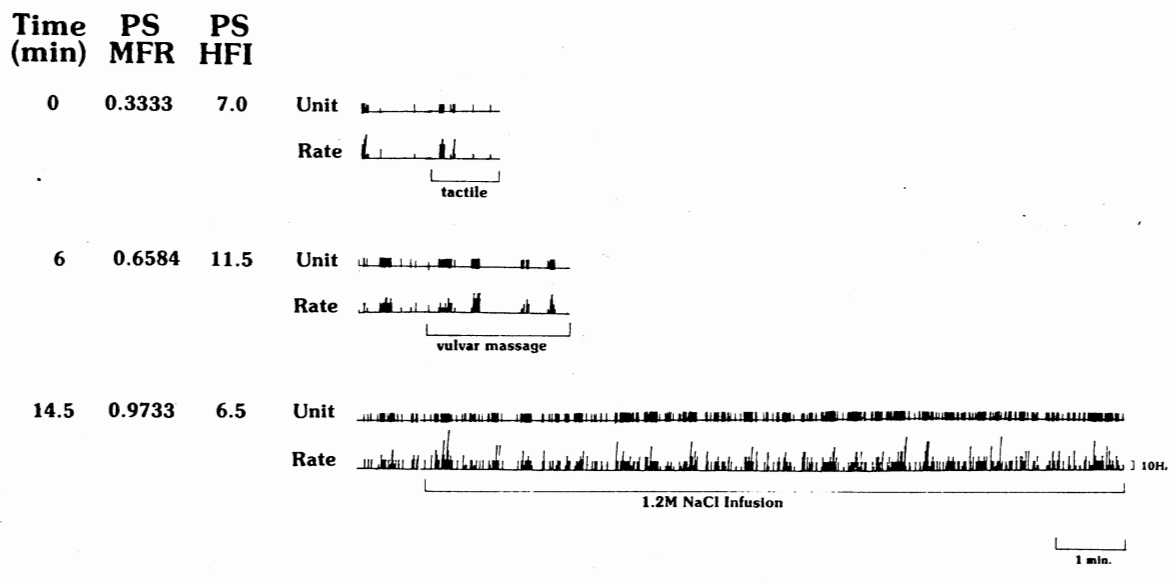 Time PS PS
(min) MFR HFI
0 0.3333 7.0 Unit
Rate
tactile
6 0.6584 11.5 Unit
Rate
vulvar massage
14.5 0.9733 6.5 Unit
Rate
10H.
1.2M NaCl Infusion
1 min.